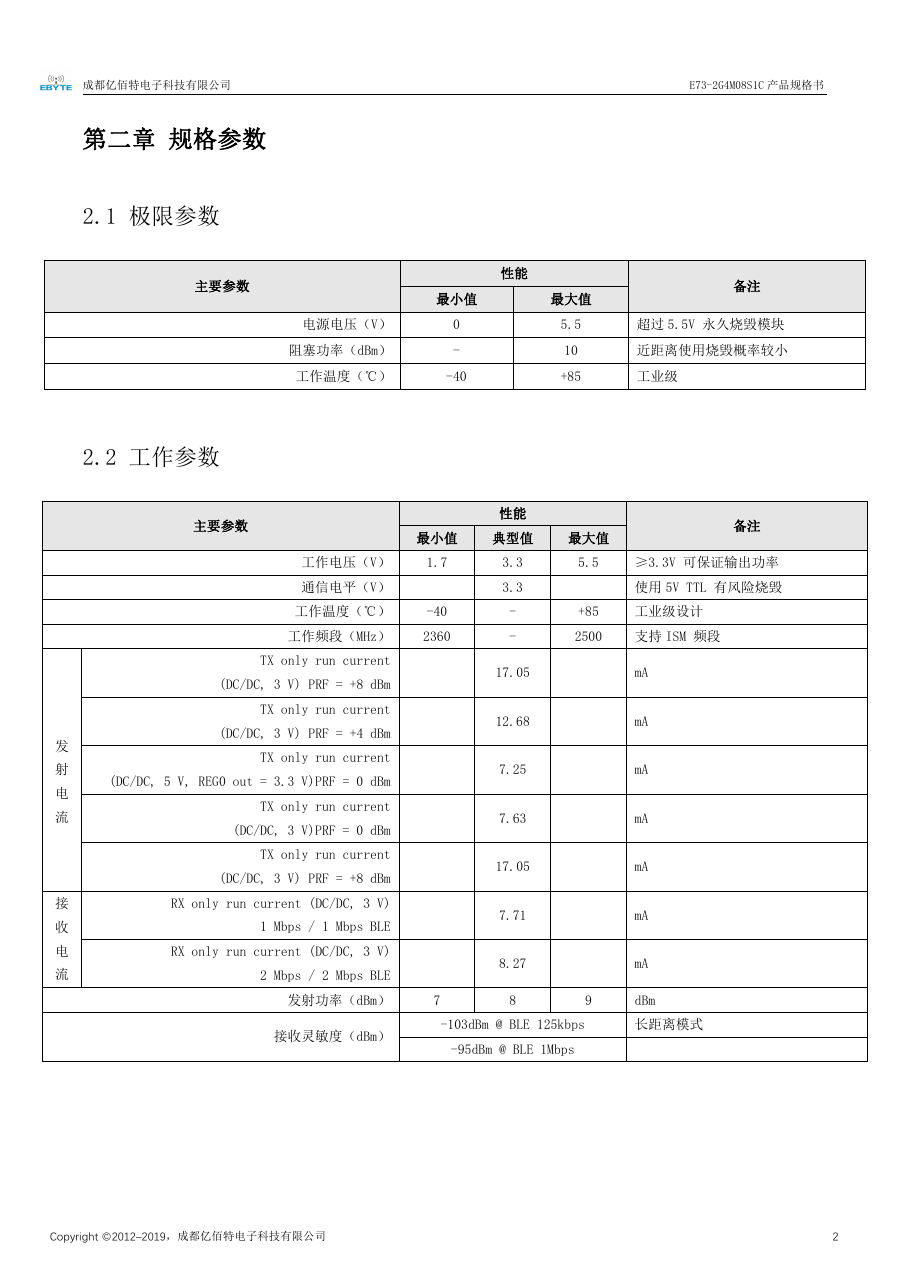 EBYTE 成都亿佰特电子科技有限公司 E73-2G4M08S1C 产品规格书
第二章 规格参数
2.1 极限参数
主要参数 性能 备注
最小值 最大值
电源电压（V） 0 5.5 超过 5.5V 永久烧毁模块
阻塞功率（dBm） - 10 近距离使用烧毁概率较小
工作温度（℃） -40 +85 工业级
2.2 工作参数
主要参数 性能 备注
最小值 典型值 最大值
工作电压（V） 1.7 3.3 5.5 ≥3.3V 可保证输出功率
通信电平（V） 3.3 使用 5V TTL 有风险烧毁
工作温度（℃） -40 - +85 工业级设计
工作频段（MHz） 2360 - 2500 支持 ISM 频段
发
射
电
流
TX only run current
(DC/DC, 3 V) PRF = +8 dBm
17.05 mA
TX only run current
(DC/DC, 3 V) PRF = +4 dBm
12.68 mA
TX only run current
(DC/DC, 5 V, REG0 out = 3.3 V)PRF = 0 dBm
7.25 mA
TX only run current
(DC/DC, 3 V)PRF = 0 dBm
7.63 mA
TX only run current
(DC/DC, 3 V) PRF = +8 dBm
17.05 mA
接
收
电
流
RX only run current (DC/DC, 3 V)
1 Mbps / 1 Mbps BLE
7.71 mA
RX only run current (DC/DC, 3 V)
2 Mbps / 2 Mbps BLE
8.27 mA
发射功率（dBm） 7 8 9 dBm
接收灵敏度（dBm） -103dBm @ BLE 125kbps 长距离模式
-95dBm @ BLE 1Mbps
Copyright ©2012–2019，成都亿佰特电子科技有限公司 2